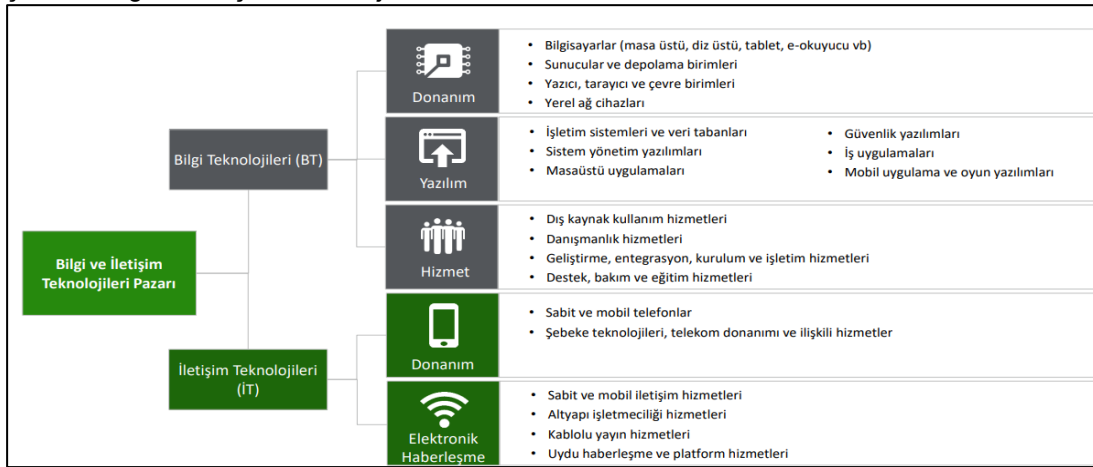 Donanım
• Bilgisayarlar (masa üstü, diz üstü, tablet, e-okuyucu vb)
• Sunucular ve depolama birimleri
• Yazıcı, tarayıcı ve çevre birimleri
• Yerel ağ cihazları
Bilgi Teknolojileri (BT)
Yazılım
• İşletim sistemleri ve veri tabanları
• Sistem yönetim yazılımları
• Masaüstü uygulamaları
• Güvenlik yazılımları
• İş uygulamaları
• Mobil uygulama ve oyun yazılımları
Hizmet
• Dış kaynak kullanım hizmetleri
• Danışmanlık hizmetleri
• Geliştirme, entegrasyon, kurulum ve işletim hizmetleri
• Destek, bakım ve eğitim hizmetleri
Bilgi ve İletişim
Teknolojileri Pazarı
Donanım
• Sabit ve mobil telefonlar
• Şebeke teknolojileri, telekom donanımı ve ilişkili hizmetler
İletişim Teknolojileri
(İT)
Elektronik
Haberleşme
• Sabit ve mobil iletişim hizmetleri
• Altyapı işletmeciliği hizmetleri
• Kablolu yayın hizmetleri
• Uydu haberleşme ve platform hizmetleri